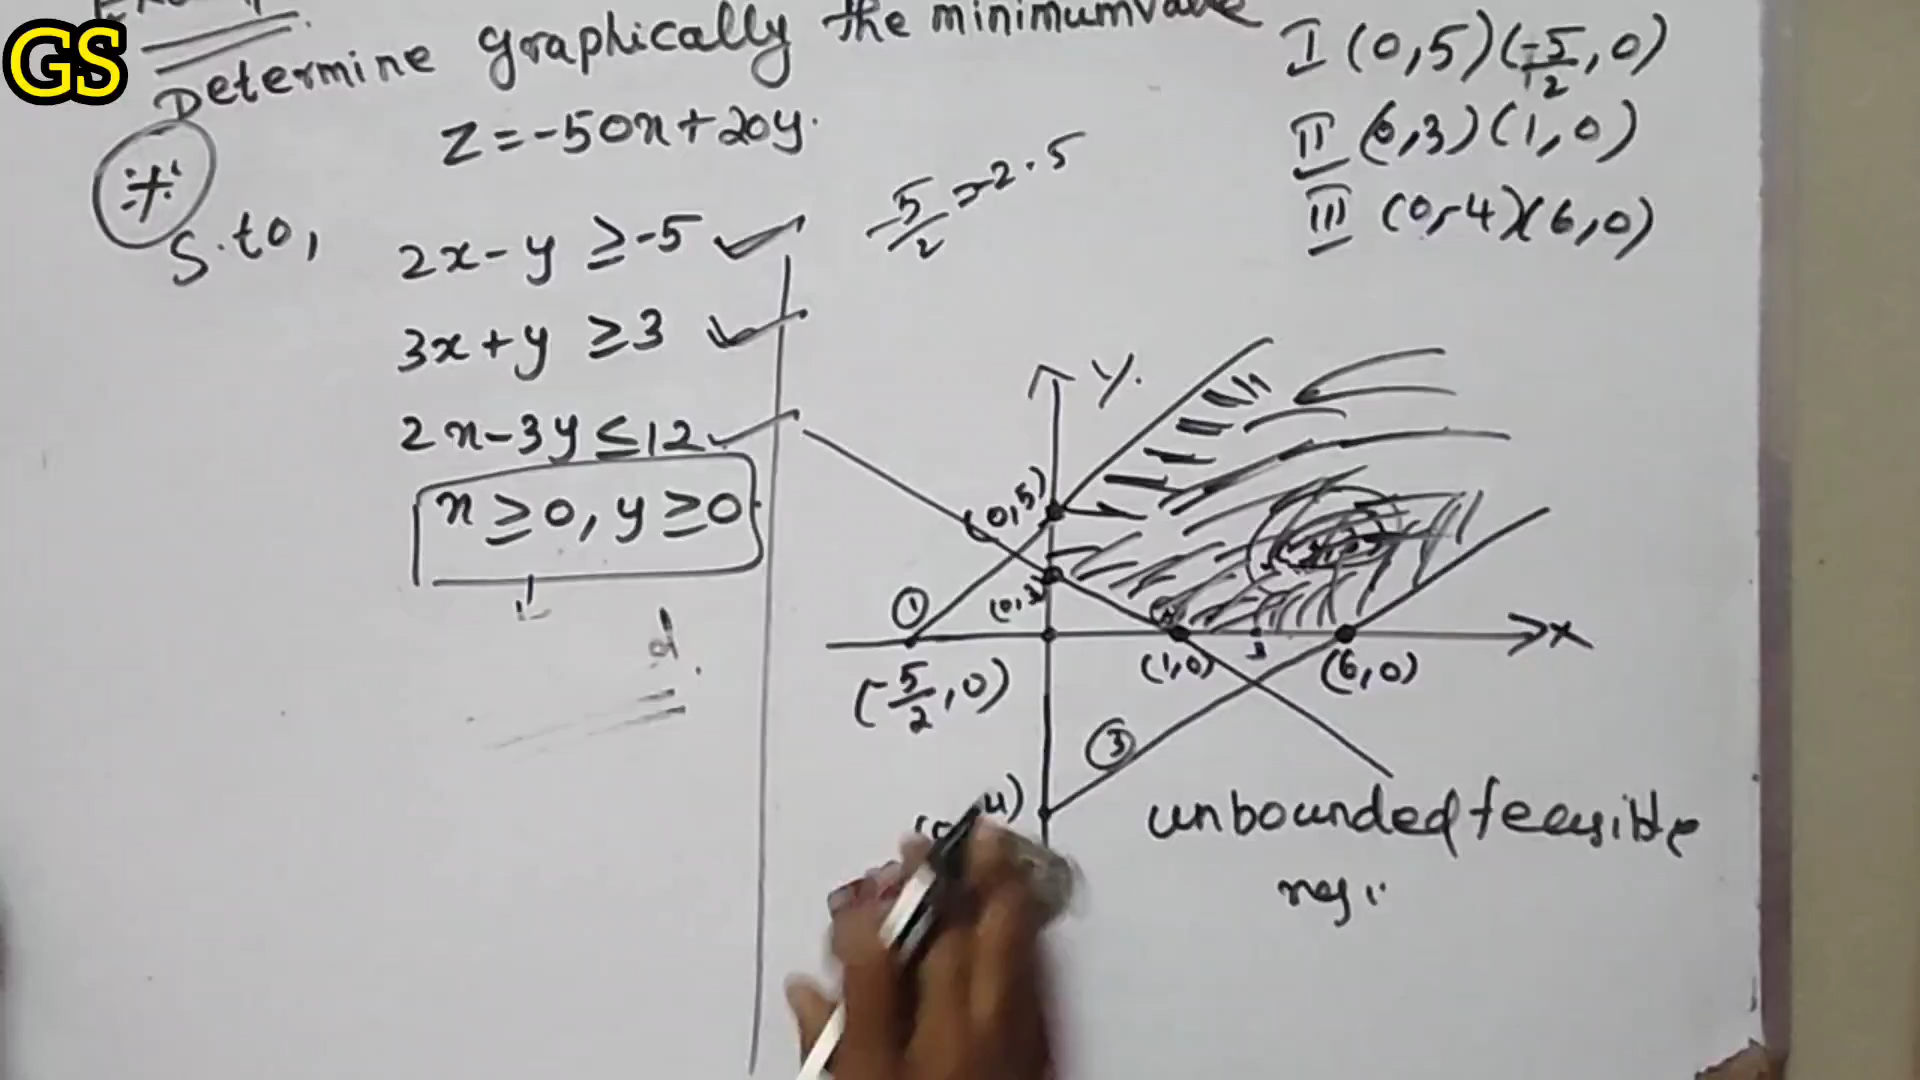 GS
Determine graphically the minimum value
Z = -50x + 20y.
S.to,
2x - y ≥ -5
3x + y ≥ 3
2x - 3y ≤ 12
x ≥ 0, y ≥ 0
-5/2 = -2.5
I (0,5) (-5/2, 0)
II (0,3) (1,0)
III (0,-4) (6,0)
Y.
(0,5)
(0,3)
1
X
(-5/2, 0)
(1,0)
3
(6,0)
3
unbounded feasible